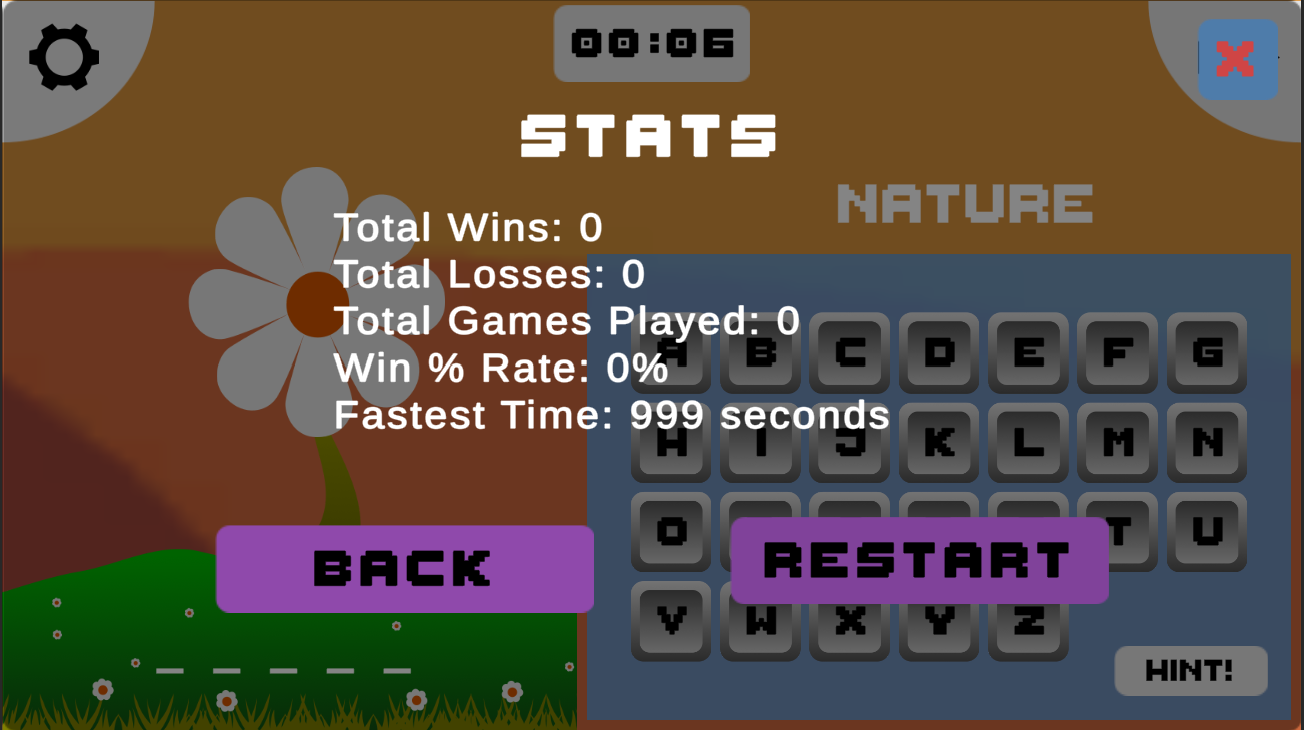 00:06
STATS
NATURE
Total Wins: 0
Total Losses: 0
Total Games Played: 0
Win % Rate: 0%
Fastest Time: 999 seconds
A B C D E F G
H I J K L M N
O T U
V W X Y Z
BACK
RESTART
HINT!